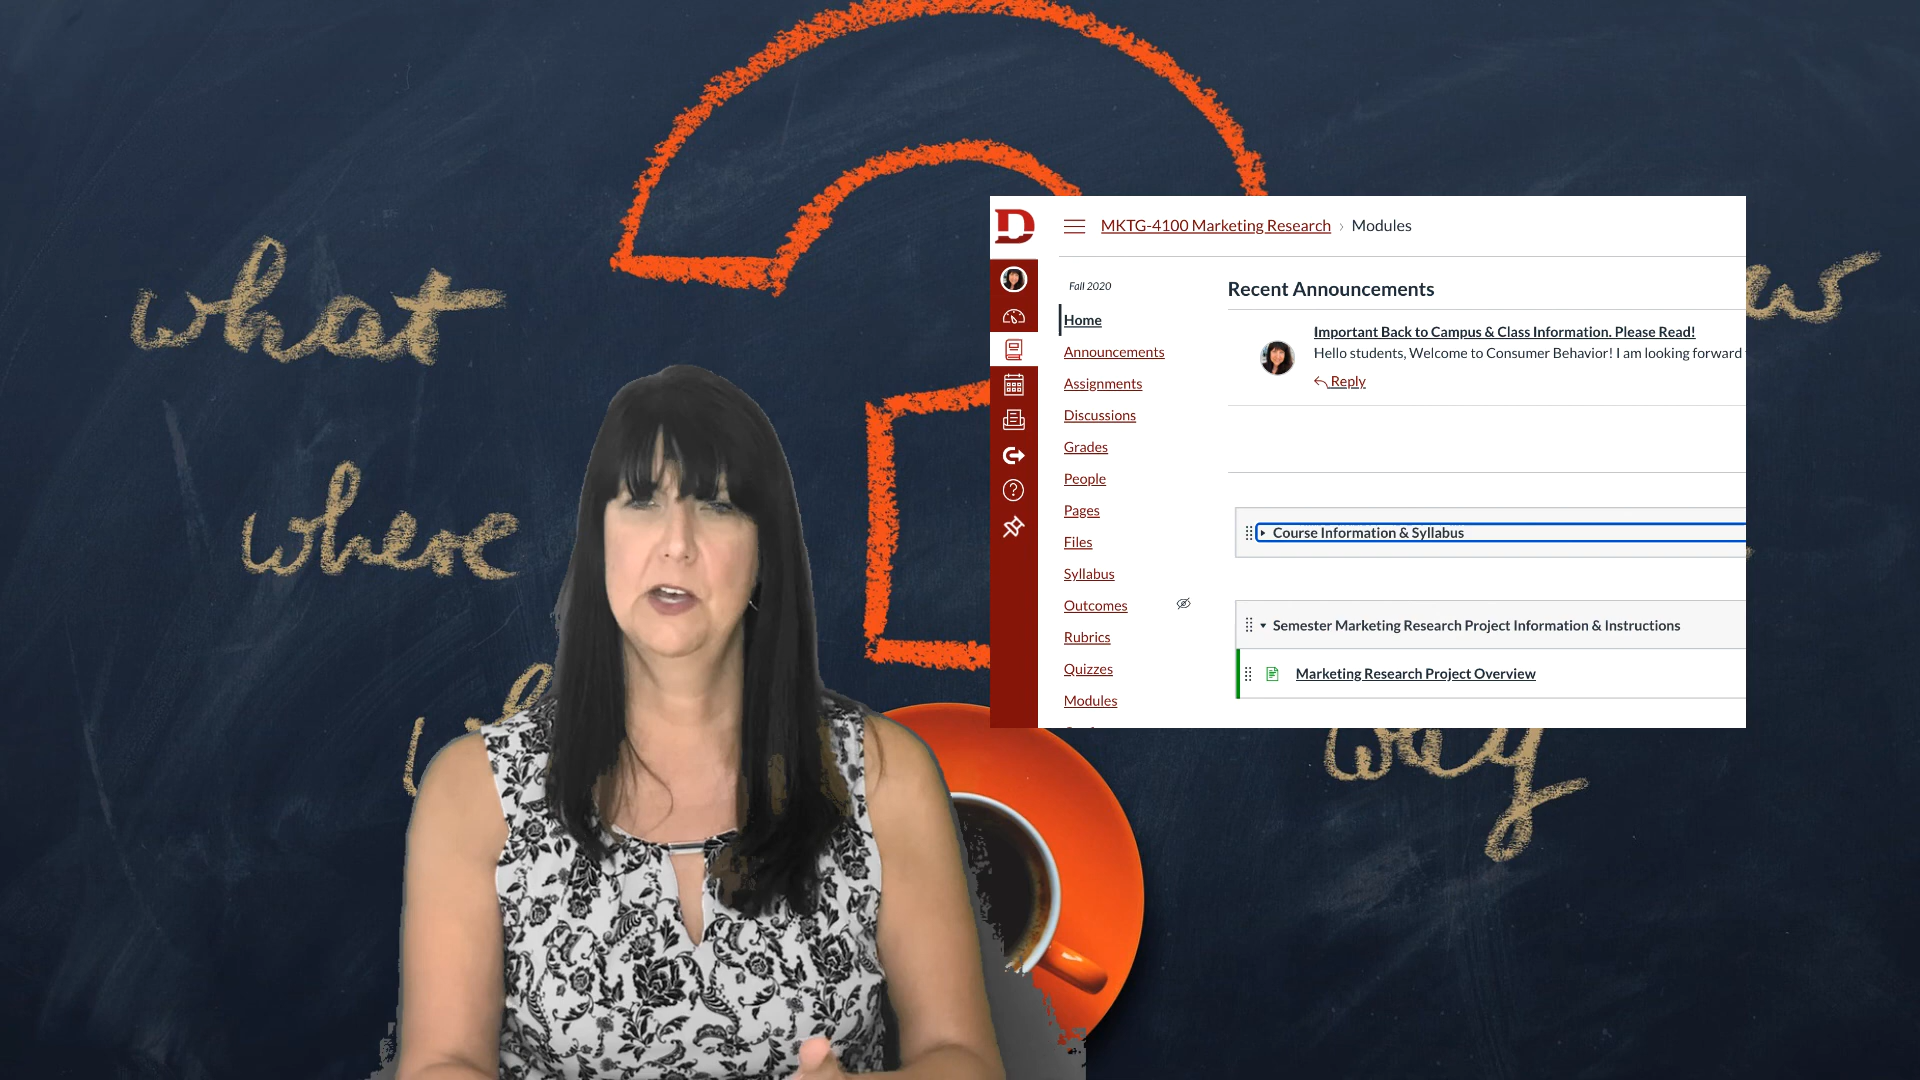 what
where
MKTG-4100 Marketing Research › Modules
Fall 2020
Home
Announcements
Assignments
Discussions
Grades
People
Pages
Files
Syllabus
Outcomes
Rubrics
Quizzes
Modules
Recent Announcements
Important Back to Campus & Class Information. Please Read!
Hello students, Welcome to Consumer Behavior! I am looking forward
Reply
Course Information & Syllabus
Semester Marketing Research Project Information & Instructions
Marketing Research Project Overview
why